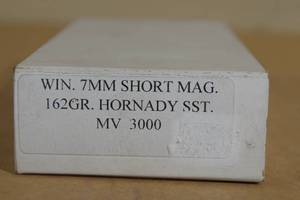 WIN. 7MM SHORT MAG.
162GR. HORNADY SST.
MV 3000